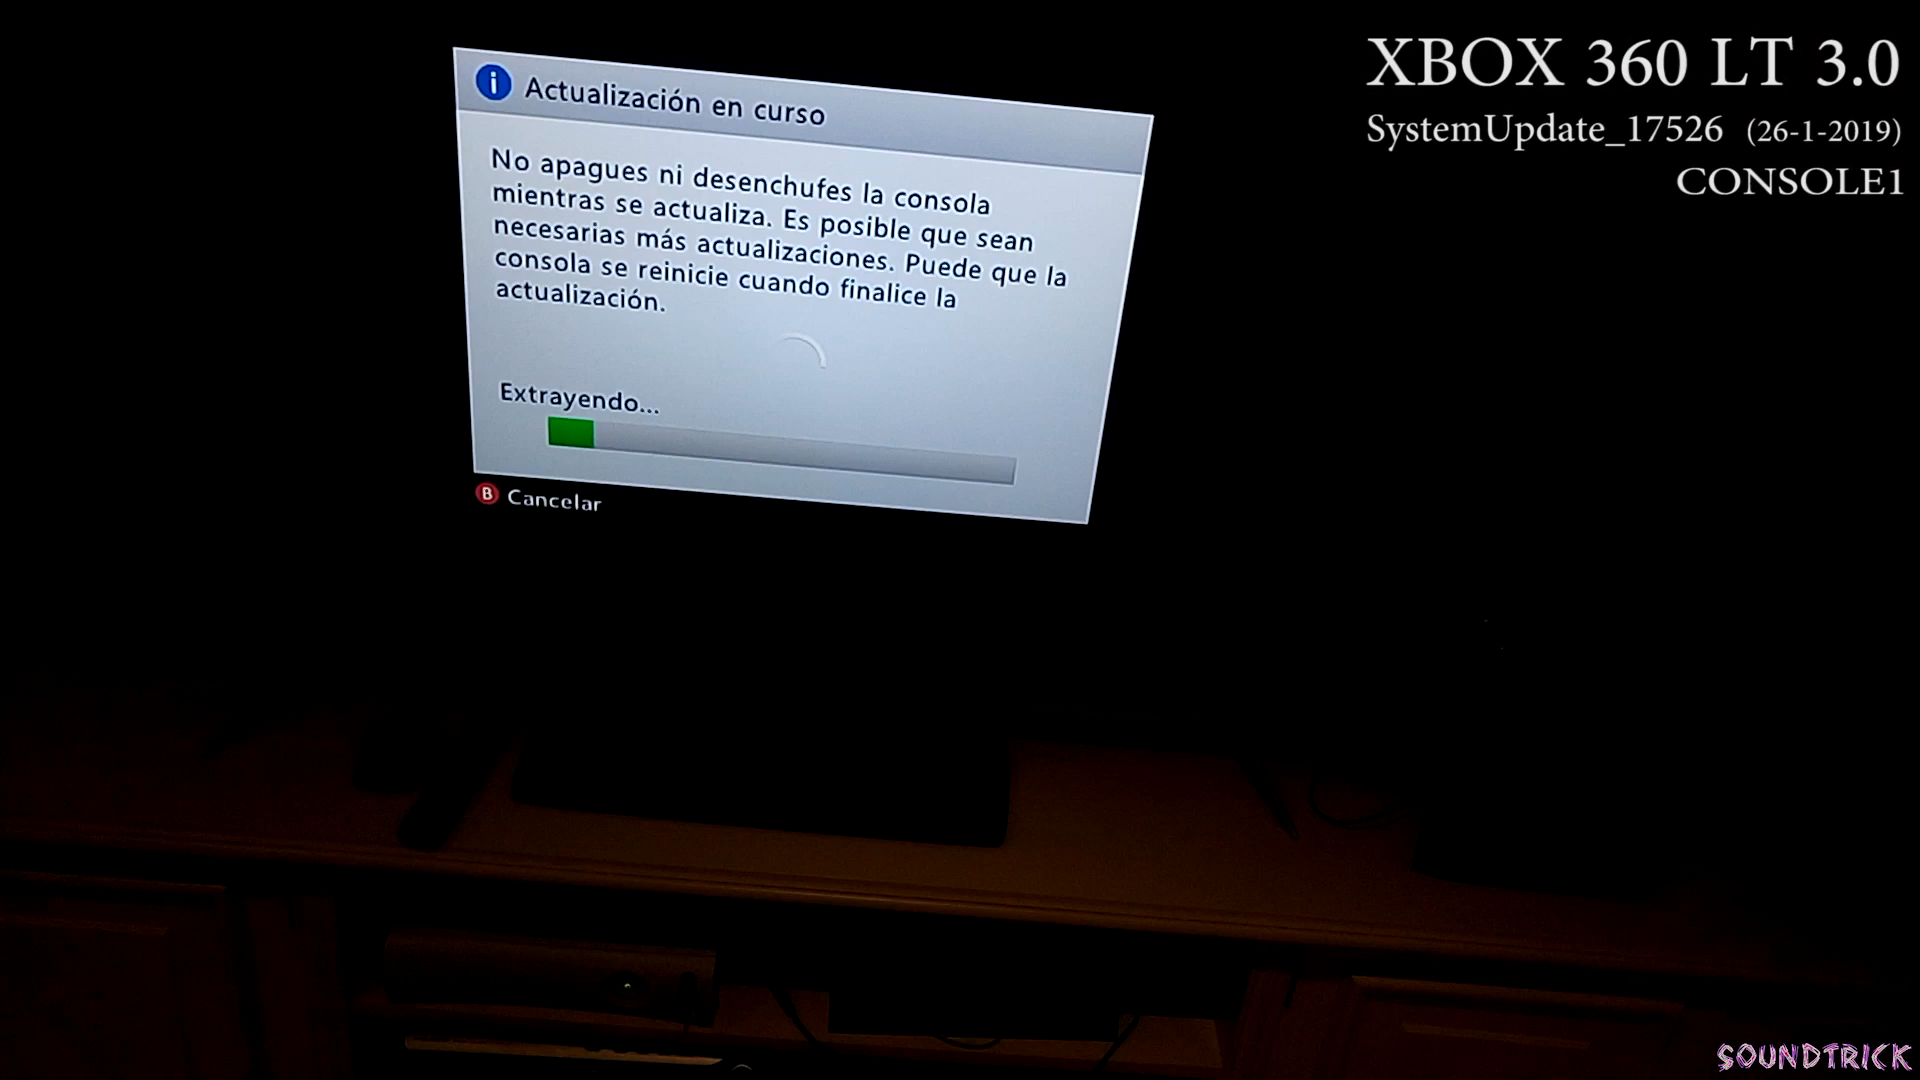 Actualización en curso
No apagues ni desenchufes la consola
mientras se actualiza. Es posible que sean
necesarias más actualizaciones. Puede que la
consola se reinicie cuando finalice la
actualización.
Extrayendo...
B Cancelar
XBOX 360 LT 3.0
SystemUpdate_17526 (26-1-2019)
CONSOLE1
SOUNDTRICK